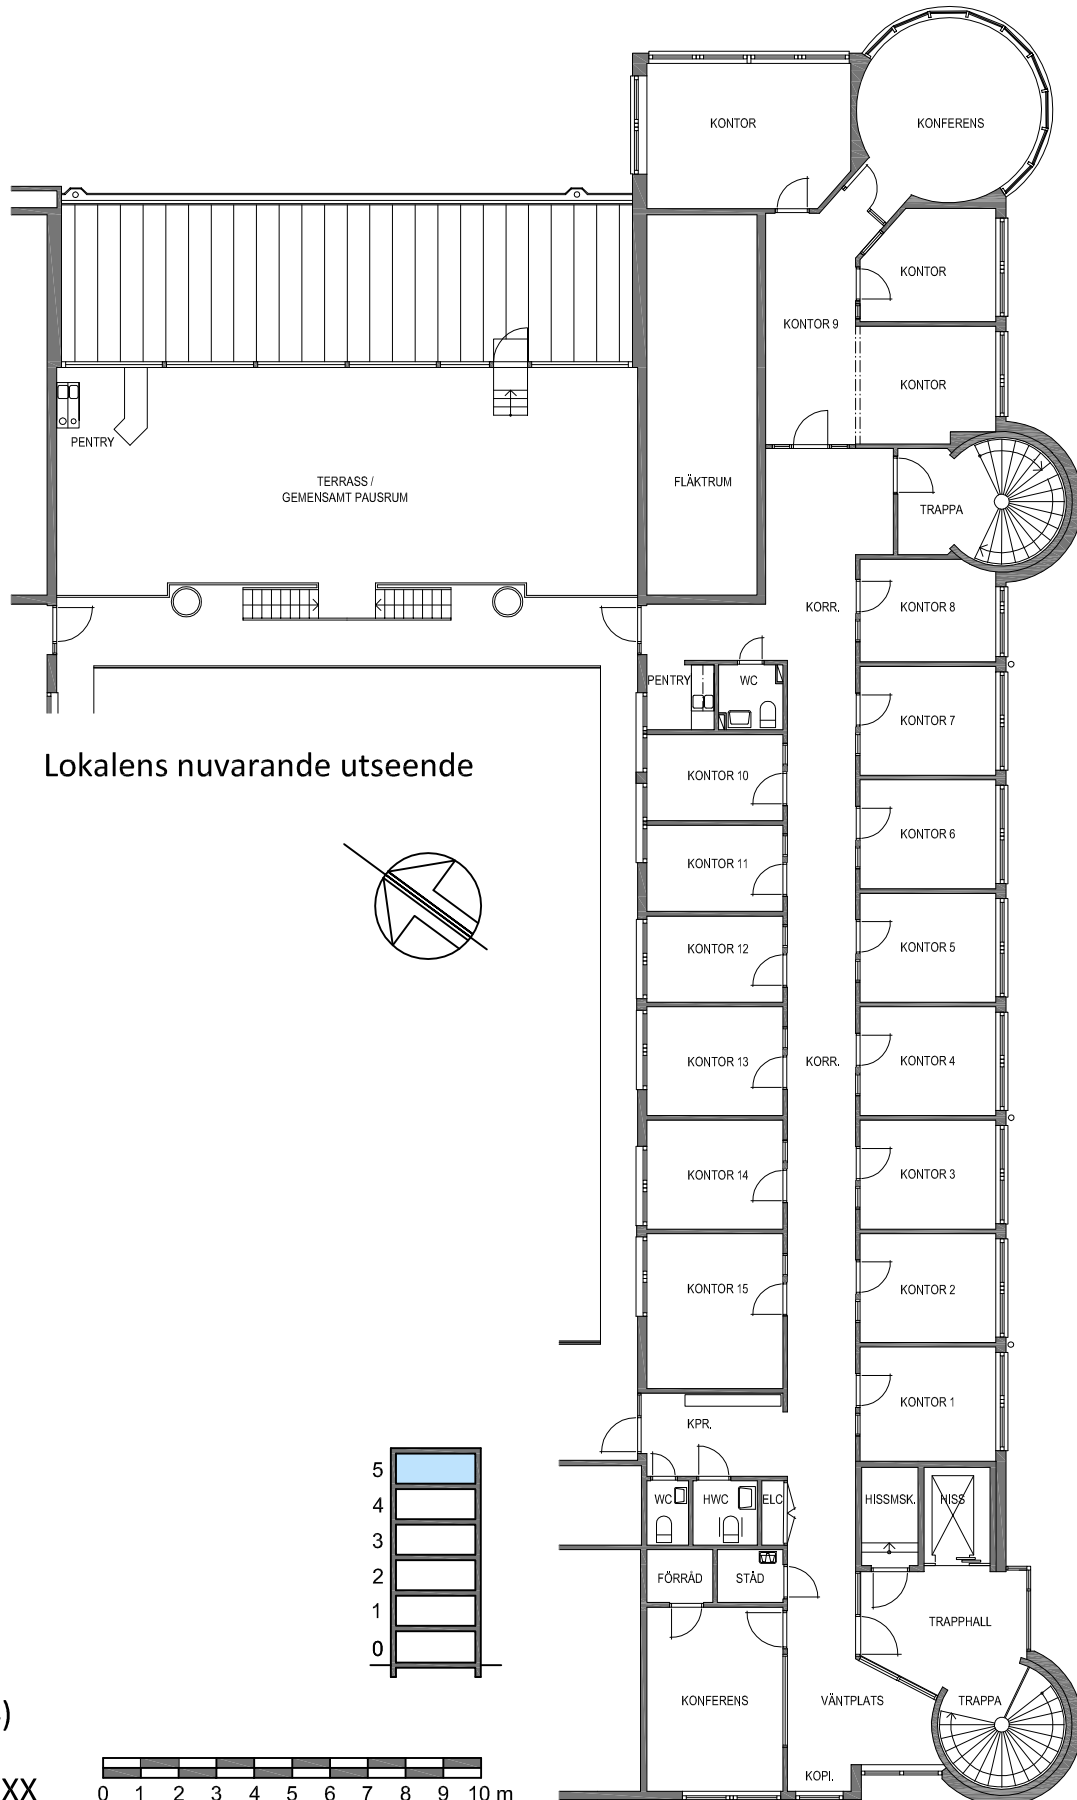 KONTOR
KONFERENS
KONTOR
KONTOR 9
KONTOR
PENTRY
TERRASS /
GEMENSAMT PAUSRUM
FLÄKTRUM
TRAPPA
KORR.
KONTOR 8
PENTRY
WC
KONTOR 7
Lokalens nuvarande utseende
KONTOR 10
KONTOR 6
KONTOR 11
KONTOR 12
KONTOR 5
KONTOR 13
KORR.
KONTOR 4
KONTOR 14
KONTOR 3
KONTOR 15
KONTOR 2
KONTOR 1
KPR.
5
4
3
2
1
0
WC
HWC
ELC
HISSMSK.
HISS
FÖRRÅD
STÅD
TRAPPHALL
KONFERENS
VÄNTPLATS
TRAPPA
)
XX
0 1 2 3 4 5 6 7 8 9 10 m
KOPI.